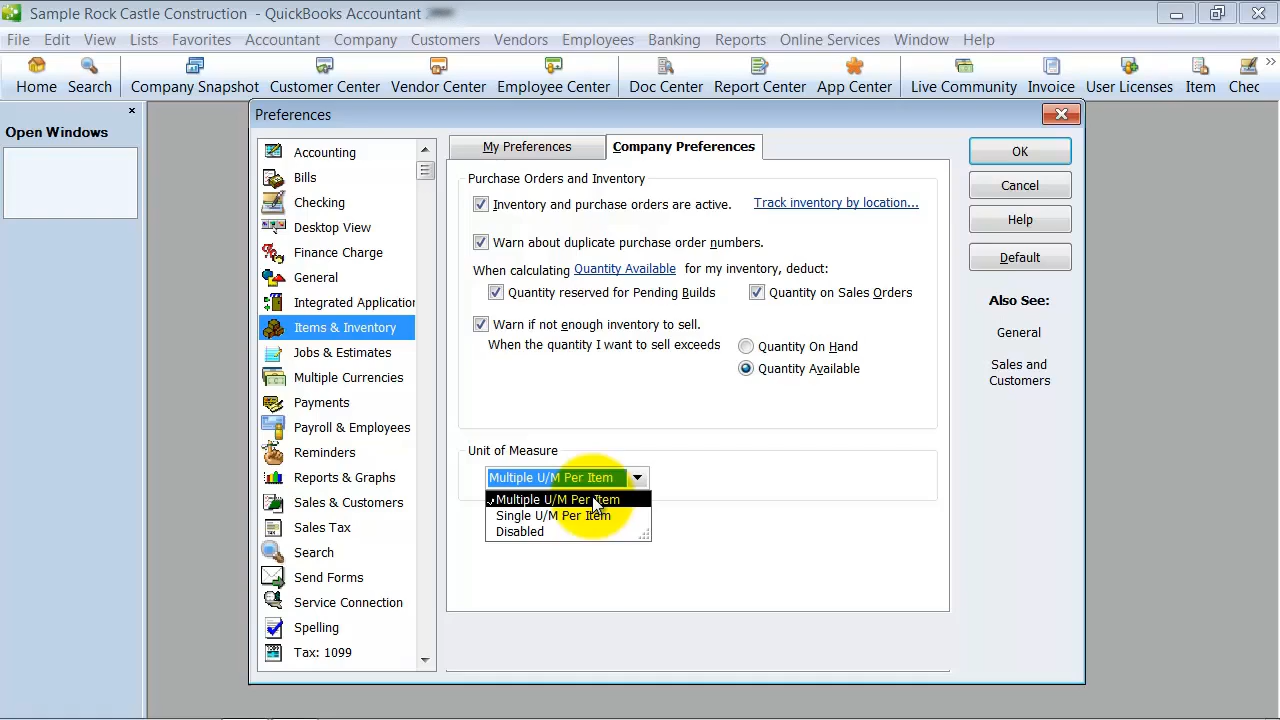 Sample Rock Castle Construction - QuickBooks Accountant
File Edit View Lists Favorites Accountant Company Customers Vendors Employees Banking Reports Online Services Window Help
Home Search Company Snapshot Customer Center Vendor Center Employee Center Doc Center Report Center App Center Live Community Invoice User Licenses Item Chec
Open Windows
Preferences
Accounting
Bills
Checking
Desktop View
Finance Charge
General
Integrated Application
Items & Inventory
Jobs & Estimates
Multiple Currencies
Payments
Payroll & Employees
Reminders
Reports & Graphs
Sales & Customers
Sales Tax
Search
Send Forms
Service Connection
Spelling
Tax: 1099
My Preferences Company Preferences
Purchase Orders and Inventory
Inventory and purchase orders are active. Track inventory by location...
Warn about duplicate purchase order numbers.
When calculating Quantity Available for my inventory, deduct:
Quantity reserved for Pending Builds Quantity on Sales Orders
Warn if not enough inventory to sell.
When the quantity I want to sell exceeds Quantity On Hand
Quantity Available
Unit of Measure
Multiple U/M Per Item
Multiple U/M Per Item
Single U/M Per Item
Disabled
OK
Cancel
Help
Default
Also See:
General
Sales and
Customers